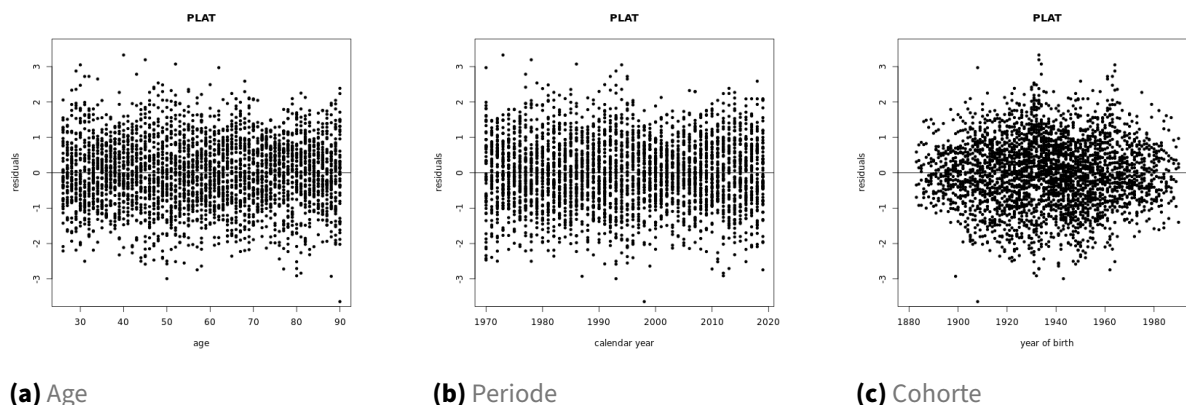 PLAT
residuals
3
2
1
0
-1
-2
-3
30 40 50 60 70 80 90
age
(a) Age
PLAT
residuals
3
2
1
0
-1
-2
-3
1970 1980 1990 2000 2010 2020
calendar year
(b) Periode
PLAT
residuals
3
2
1
0
-1
-2
-3
1880 1900 1920 1940 1960 1980
year of birth
(c) Cohorte